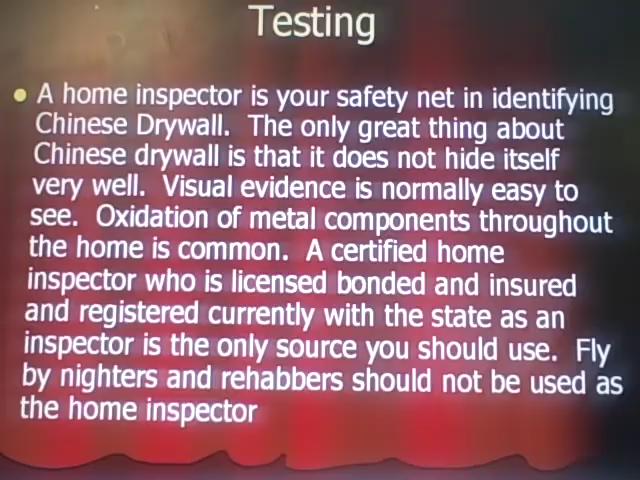 Testing
• A home inspector is your safety net in identifying
Chinese Drywall.  The only great thing about
Chinese drywall is that it does not hide itself
very well.  Visual evidence is normally easy to
see.  Oxidation of metal components throughout
the home is common.  A certified home
inspector who is licensed bonded and insured
and registered currently with the state as an
inspector is the only source you should use.  Fly
by nighters and rehabbers should not be used as
the home inspector